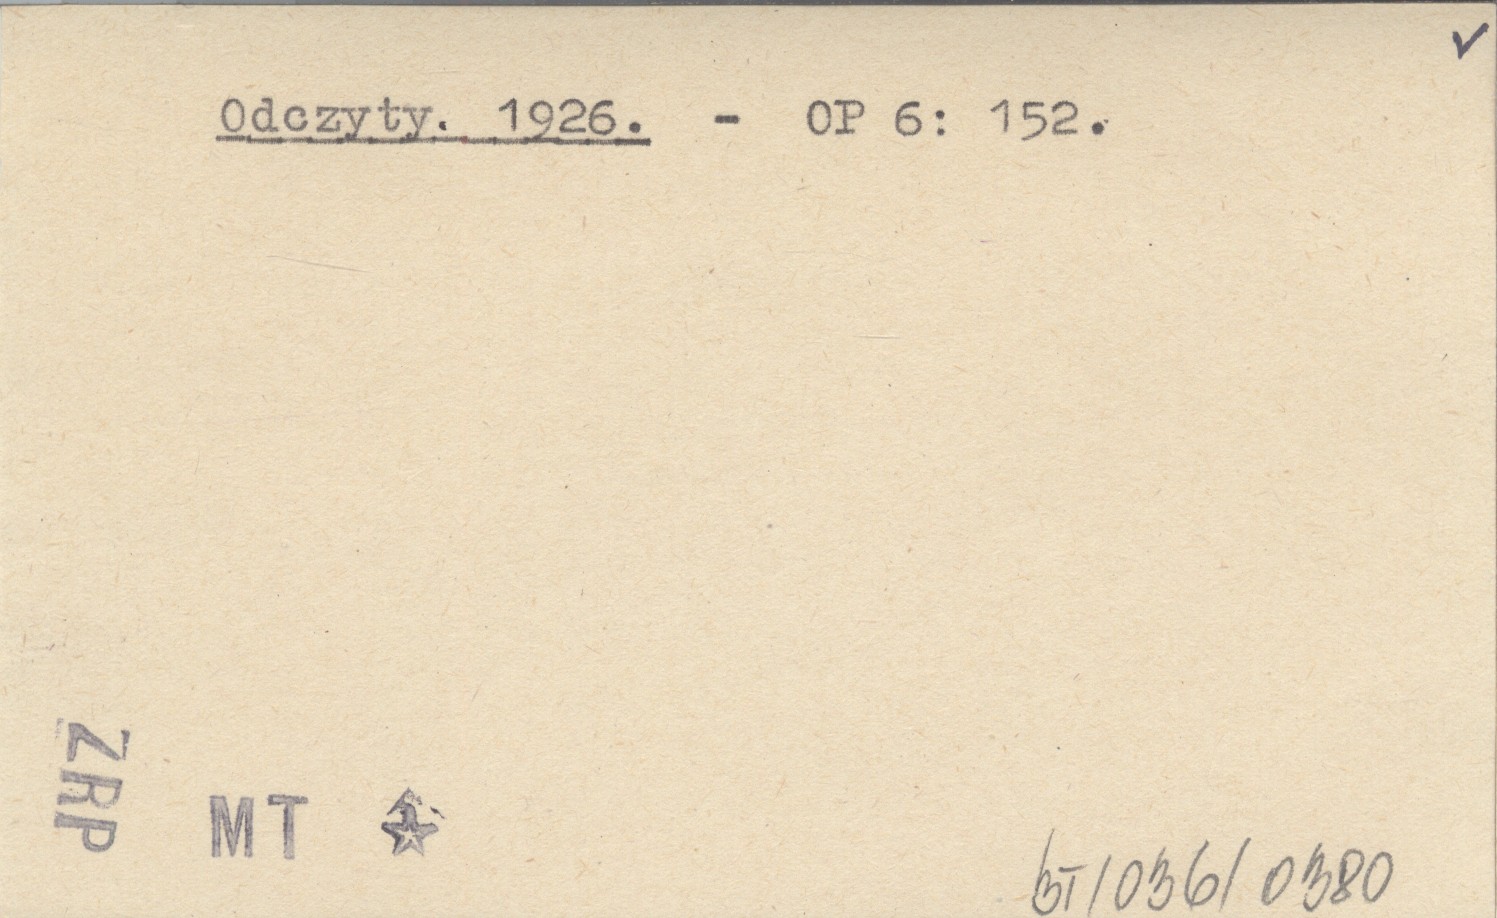 Odczyty. 1926. - OP 6: 152.
ZRP
MT
BT/036/0380